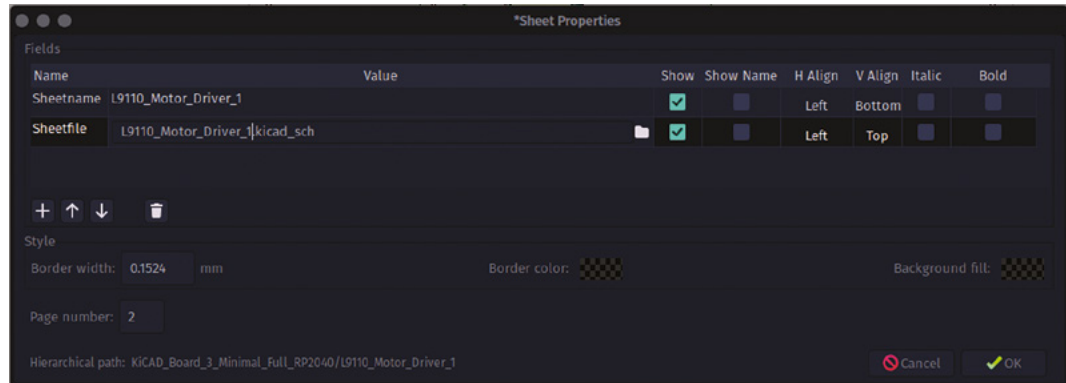 *Sheet Properties
Fields
Name Value Show Show Name H Align V Align Italic Bold
Sheetname L9110_Motor_Driver_1 Left Bottom
Sheetfile L9110_Motor_Driver_1.kicad_sch Left Top
Style
Border width: 0.1524 mm Border color: Background fill:
Page number: 2
Hierarchical path: KiCAD_Board_3_Minimal_Full_RP2040/L9110_Motor_Driver_1 Cancel OK